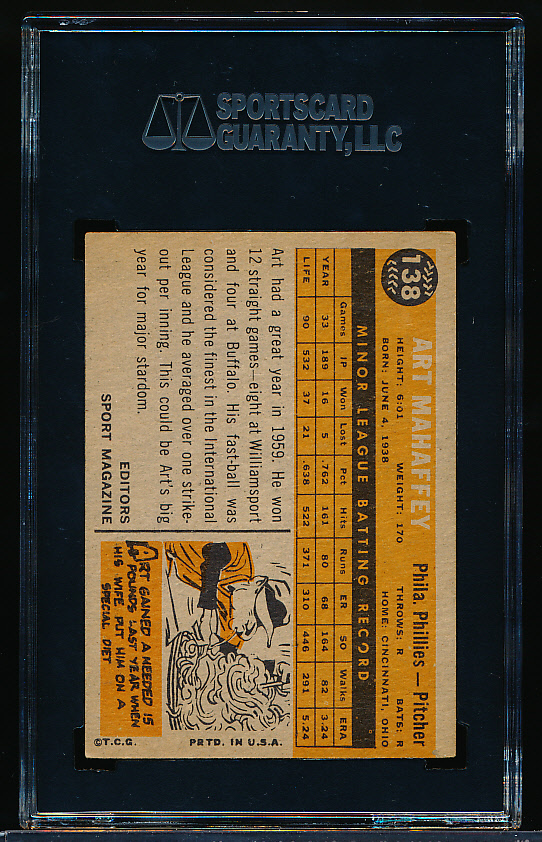 SPORTSCARD
GUARANTY, LLC
138
ART MAHAFFEY
Phila. Phillies — Pitcher
HEIGHT: 6:01 WEIGHT: 170 THROWS: R BATS: R
BORN: JUNE 4, 1938 HOME: CINCINNATI, OHIO
MINOR LEAGUE BATTING RECORD
Games IP Won Lost Pct Hits Runs ER SO Walks ERA
YEAR 33 189 16 5 .762 161 80 68 164 82 3.24
LIFE 90 532 37 21 .638 522 371 310 446 291 5.24
Art had a great year in 1959. He won
12 straight games—eight at Williamsport
and four at Buffalo. His fast-ball was
considered the finest in the International
League and he averaged over one strike-
out per inning. This could be Art's big
year for major stardom.
EDITORS
SPORT MAGAZINE
ART GAINED A NEEDED 15
POUNDS LAST YEAR WHEN
HIS WIFE PUT HIM ON A
SPECIAL DIET
©T.C.G. PRTD. IN U.S.A.